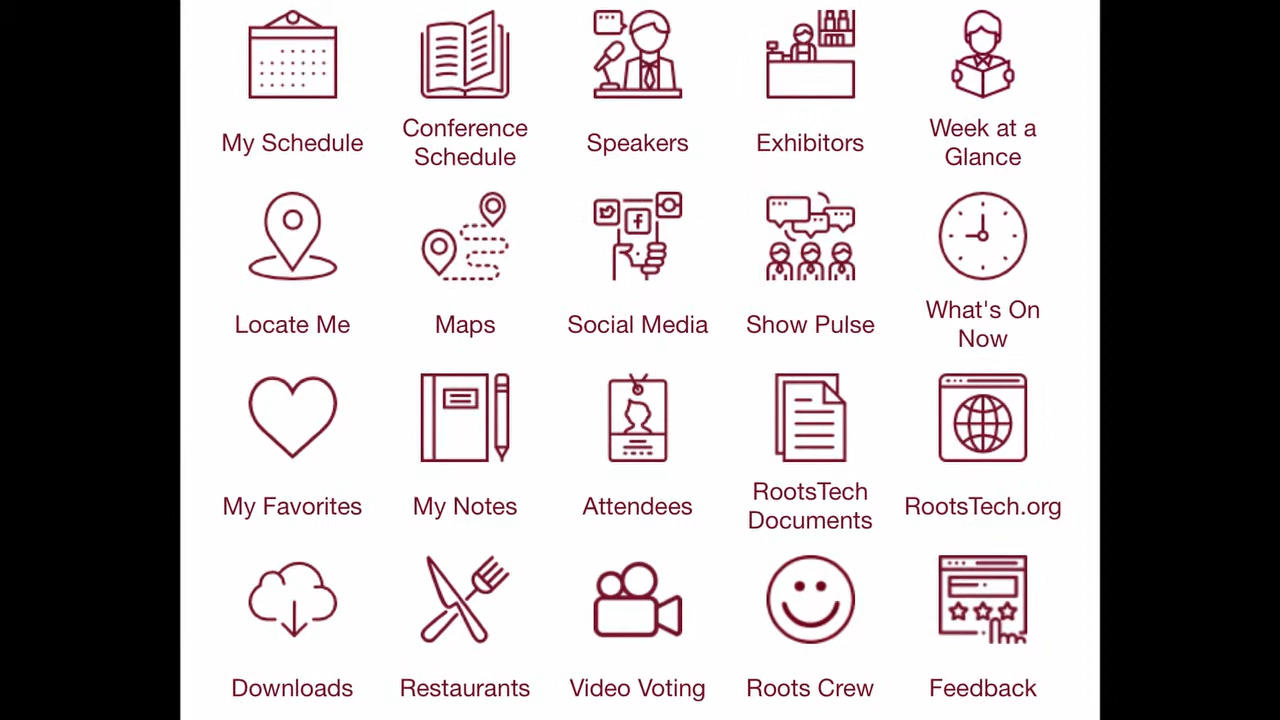 My Schedule
Conference
Schedule
Speakers
Exhibitors
Week at a
Glance
Locate Me
Maps
Social Media
Show Pulse
What's On
Now
My Favorites
My Notes
Attendees
RootsTech
Documents
RootsTech.org
Downloads
Restaurants
Video Voting
Roots Crew
Feedback